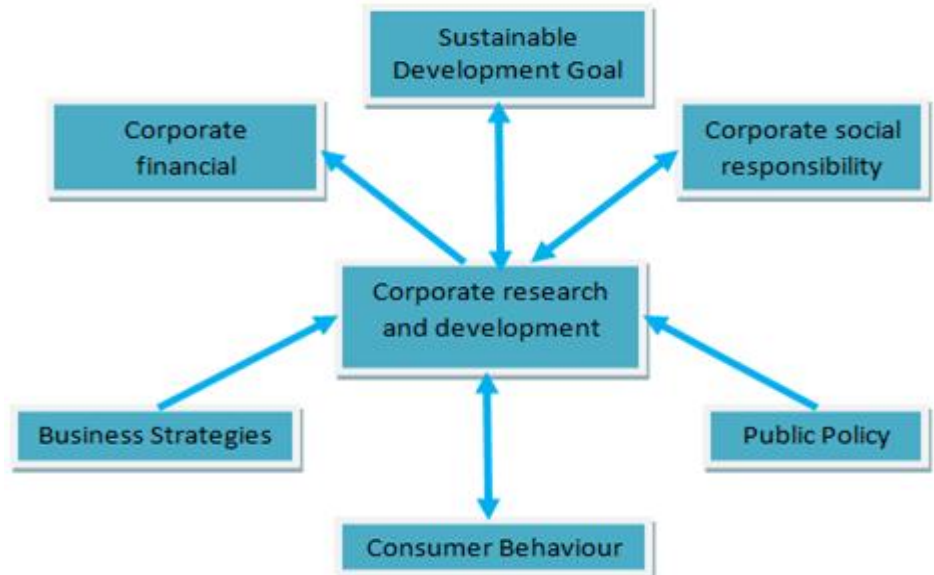 Sustainable
Development Goal
Corporate
financial
Corporate social
responsibility
Corporate research
and development
Business Strategies
Public Policy
Consumer Behaviour